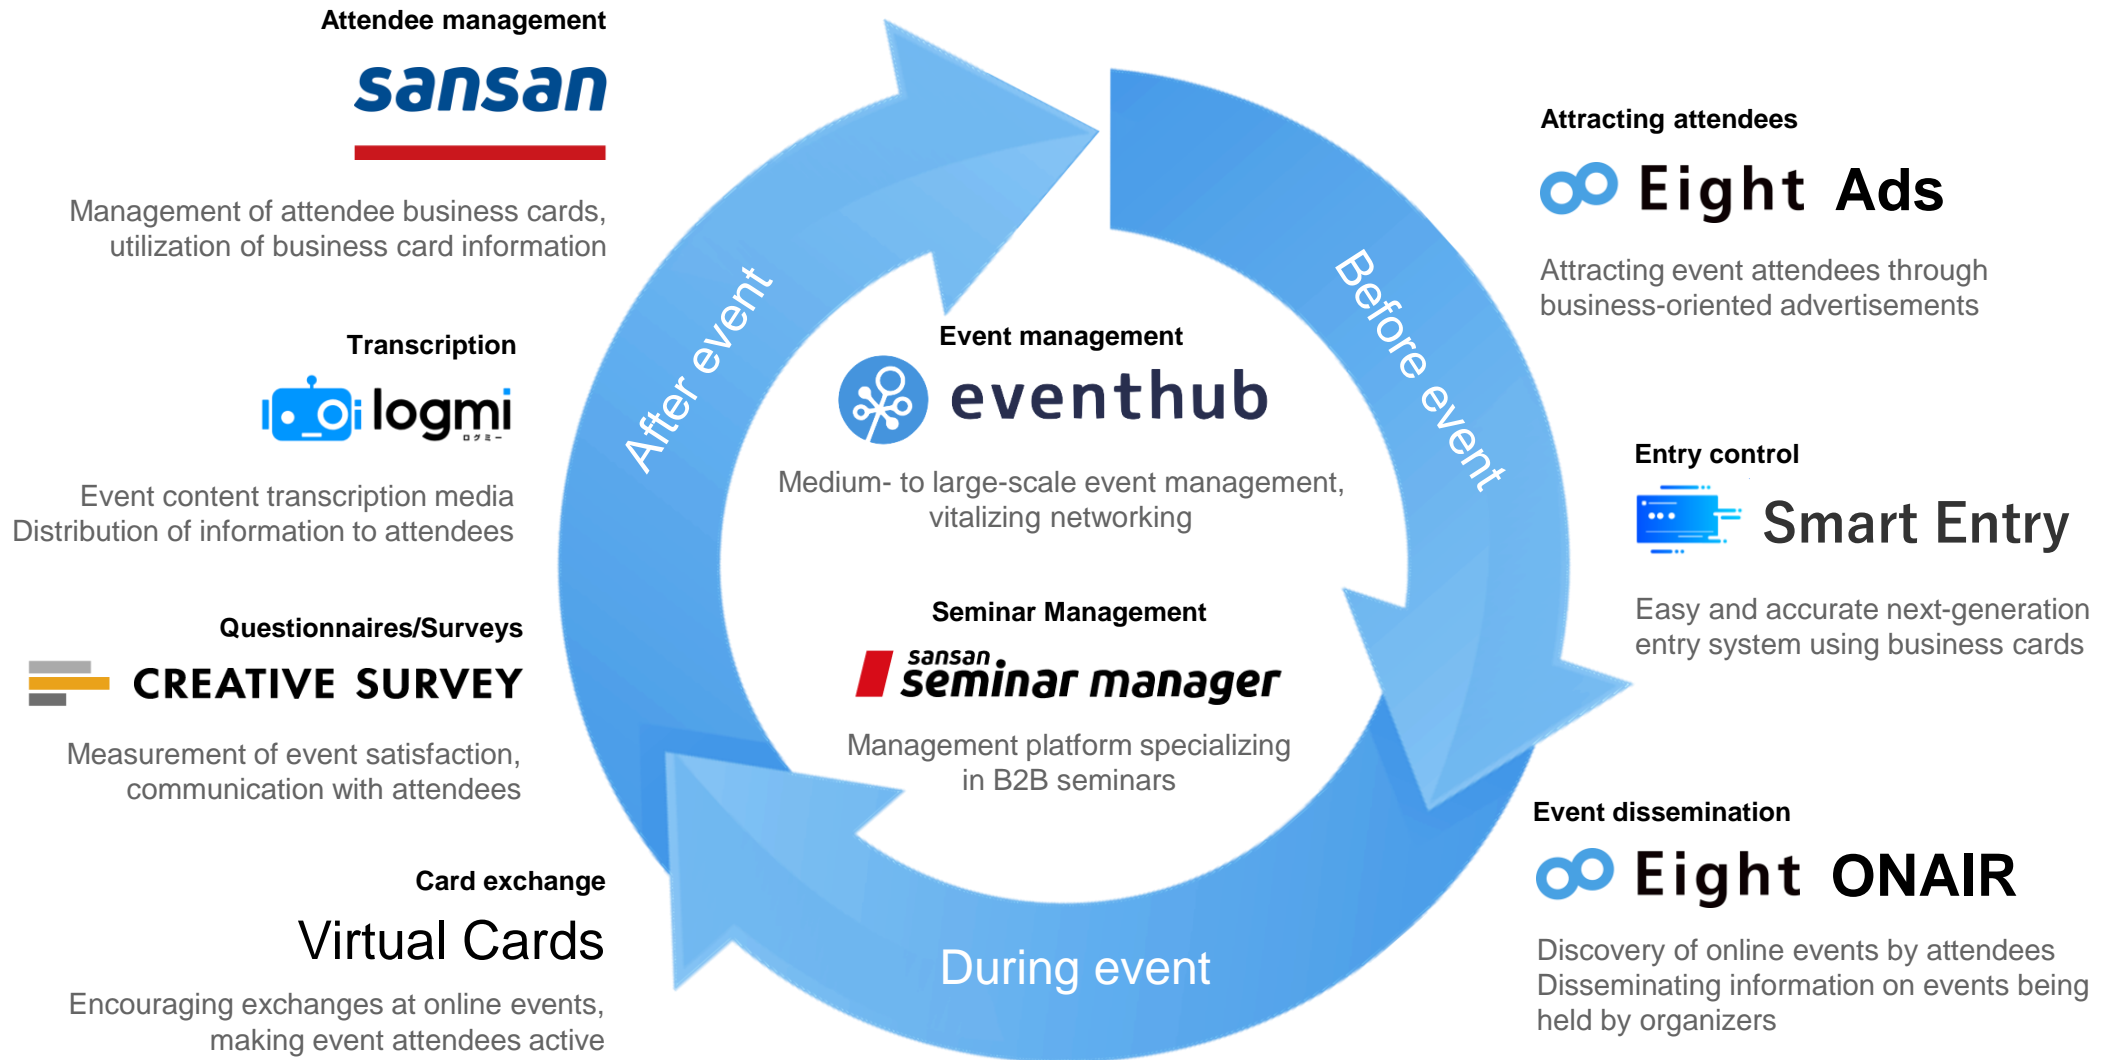 Attendee management
sansan
Management of attendee business cards,
utilization of business card information
Transcription
logmi
ログミー
Event content transcription media
Distribution of information to attendees
Questionnaires/Surveys
CREATIVE SURVEY
Measurement of event satisfaction,
communication with attendees
Card exchange
Virtual Cards
Encouraging exchanges at online events,
making event attendees active
After event
Before event
During event
Event management
eventhub
Medium- to large-scale event management,
vitalizing networking
Seminar Management
sansan
seminar manager
Management platform specializing
in B2B seminars
Attracting attendees
Eight Ads
Attracting event attendees through
business-oriented advertisements
Entry control
Smart Entry
Easy and accurate next-generation
entry system using business cards
Event dissemination
Eight ONAIR
Discovery of online events by attendees
Disseminating information on events being
held by organizers